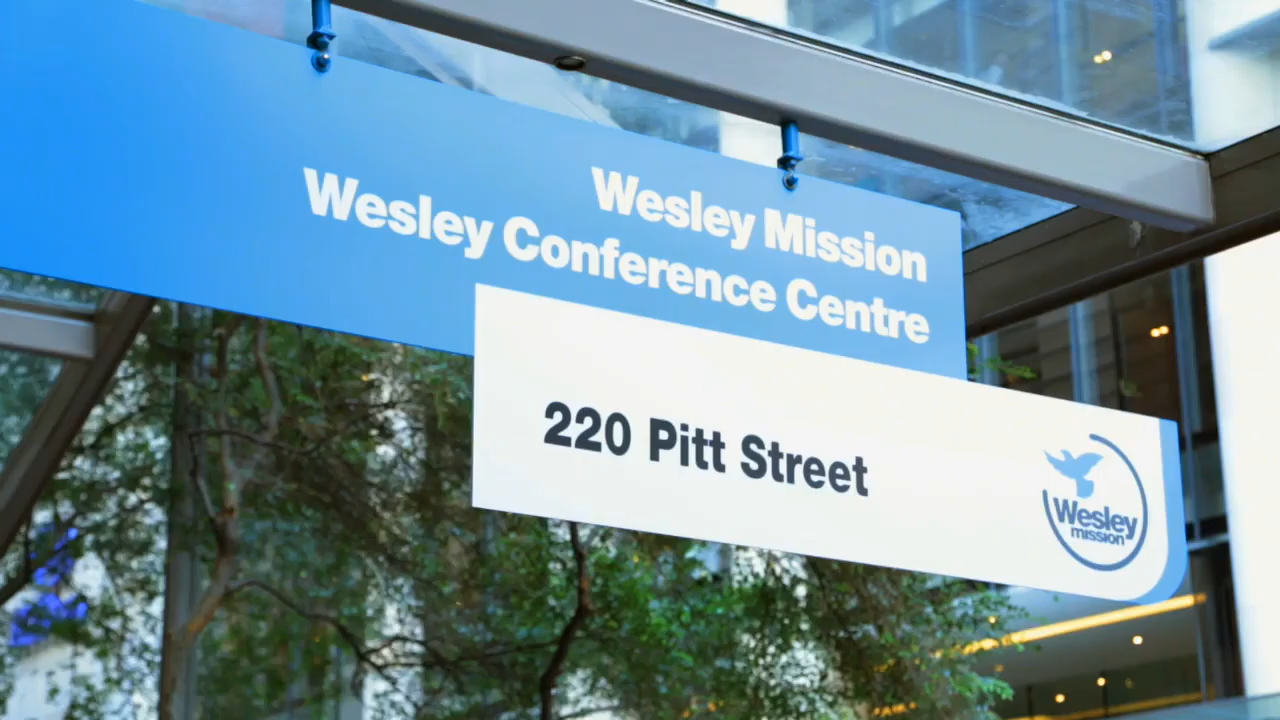 Wesley Mission
Wesley Conference Centre
220 Pitt Street
Wesley
mission